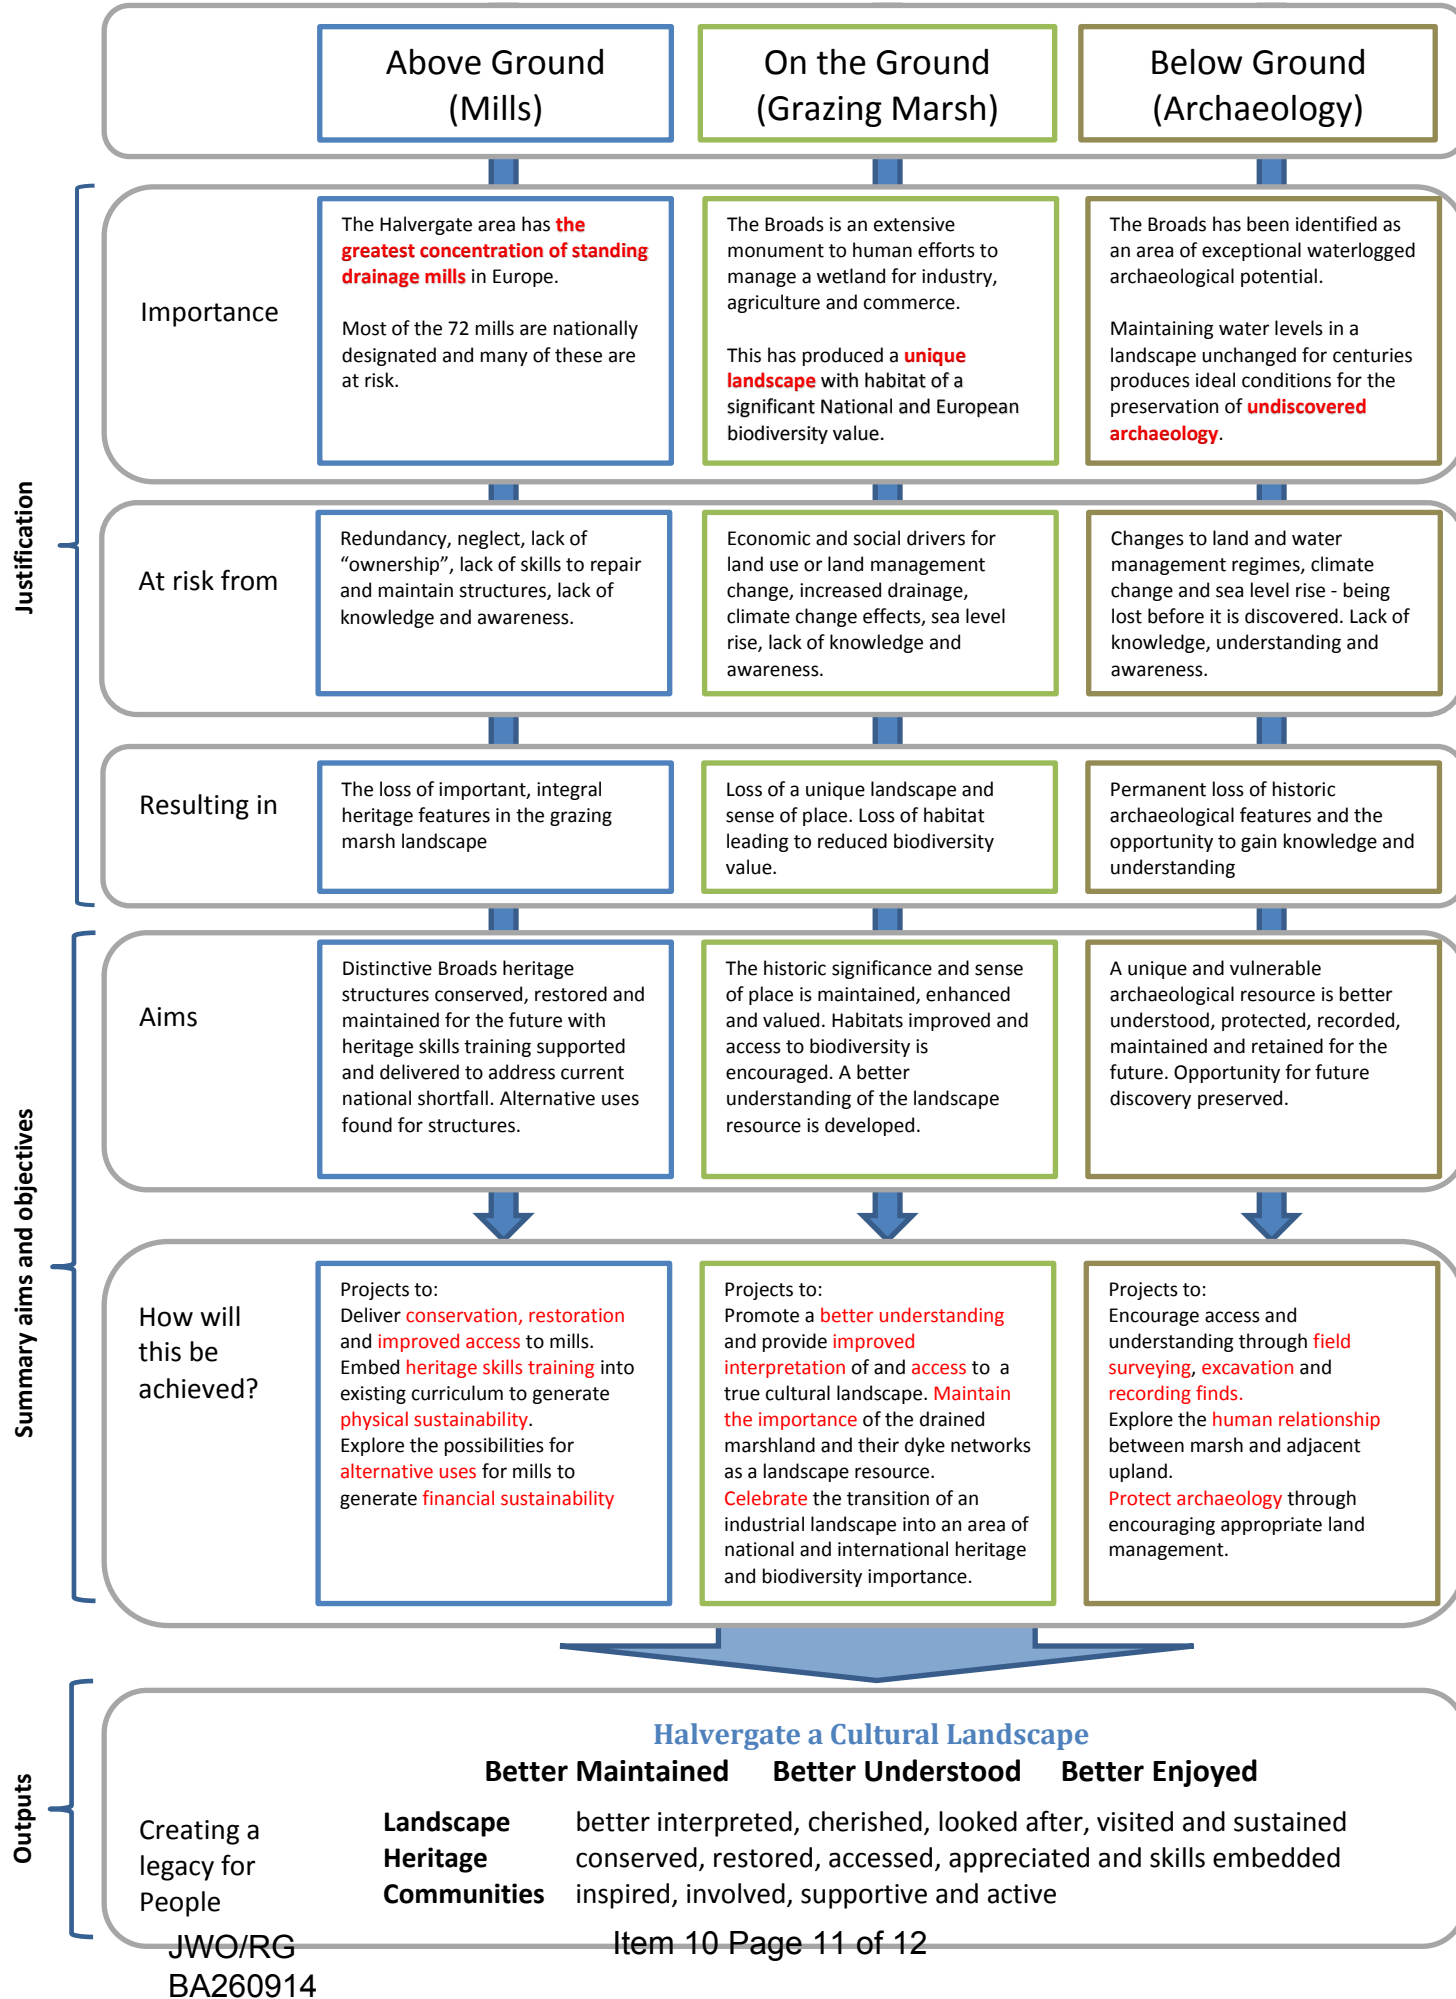 Above Ground
(Mills)
On the Ground
(Grazing Marsh)
Below Ground
(Archaeology)
Justification
Importance
The Halvergate area has the
greatest concentration of standing
drainage mills in Europe.
Most of the 72 mills are nationally
designated and many of these are
at risk.
The Broads is an extensive
monument to human efforts to
manage a wetland for industry,
agriculture and commerce.
This has produced a unique
landscape with habitat of a
significant National and European
biodiversity value.
The Broads has been identified as
an area of exceptional waterlogged
archaeological potential.
Maintaining water levels in a
landscape unchanged for centuries
produces ideal conditions for the
preservation of undiscovered
archaeology.
At risk from
Redundancy, neglect, lack of
“ownership”, lack of skills to repair
and maintain structures, lack of
knowledge and awareness.
Economic and social drivers for
land use or land management
change, increased drainage,
climate change effects, sea level
rise, lack of knowledge and
awareness.
Changes to land and water
management regimes, climate
change and sea level rise - being
lost before it is discovered. Lack of
knowledge, understanding and
awareness.
Resulting in
The loss of important, integral
heritage features in the grazing
marsh landscape
Loss of a unique landscape and
sense of place. Loss of habitat
leading to reduced biodiversity
value.
Permanent loss of historic
archaeological features and the
opportunity to gain knowledge and
understanding
Summary aims and objectives
Aims
Distinctive Broads heritage
structures conserved, restored and
maintained for the future with
heritage skills training supported
and delivered to address current
national shortfall. Alternative uses
found for structures.
The historic significance and sense
of place is maintained, enhanced
and valued. Habitats improved and
access to biodiversity is
encouraged. A better
understanding of the landscape
resource is developed.
A unique and vulnerable
archaeological resource is better
understood, protected, recorded,
maintained and retained for the
future. Opportunity for future
discovery preserved.
How will
this be
achieved?
Projects to:
Deliver conservation, restoration
and improved access to mills.
Embed heritage skills training into
existing curriculum to generate
physical sustainability.
Explore the possibilities for
alternative uses for mills to
generate financial sustainability
Projects to:
Promote a better understanding
and provide improved
interpretation of and access to a
true cultural landscape. Maintain
the importance of the drained
marshland and their dyke networks
as a landscape resource.
Celebrate the transition of an
industrial landscape into an area of
national and international heritage
and biodiversity importance.
Projects to:
Encourage access and
understanding through field
surveying, excavation and
recording finds.
Explore the human relationship
between marsh and adjacent
upland.
Protect archaeology through
encouraging appropriate land
management.
Outputs
Creating a
legacy for
People
Halvergate a Cultural Landscape
Better Maintained Better Understood Better Enjoyed
Landscape better interpreted, cherished, looked after, visited and sustained
Heritage conserved, restored, accessed, appreciated and skills embedded
Communities inspired, involved, supportive and active
JWO/RG
BA260914
Item 10 Page 11 of 12